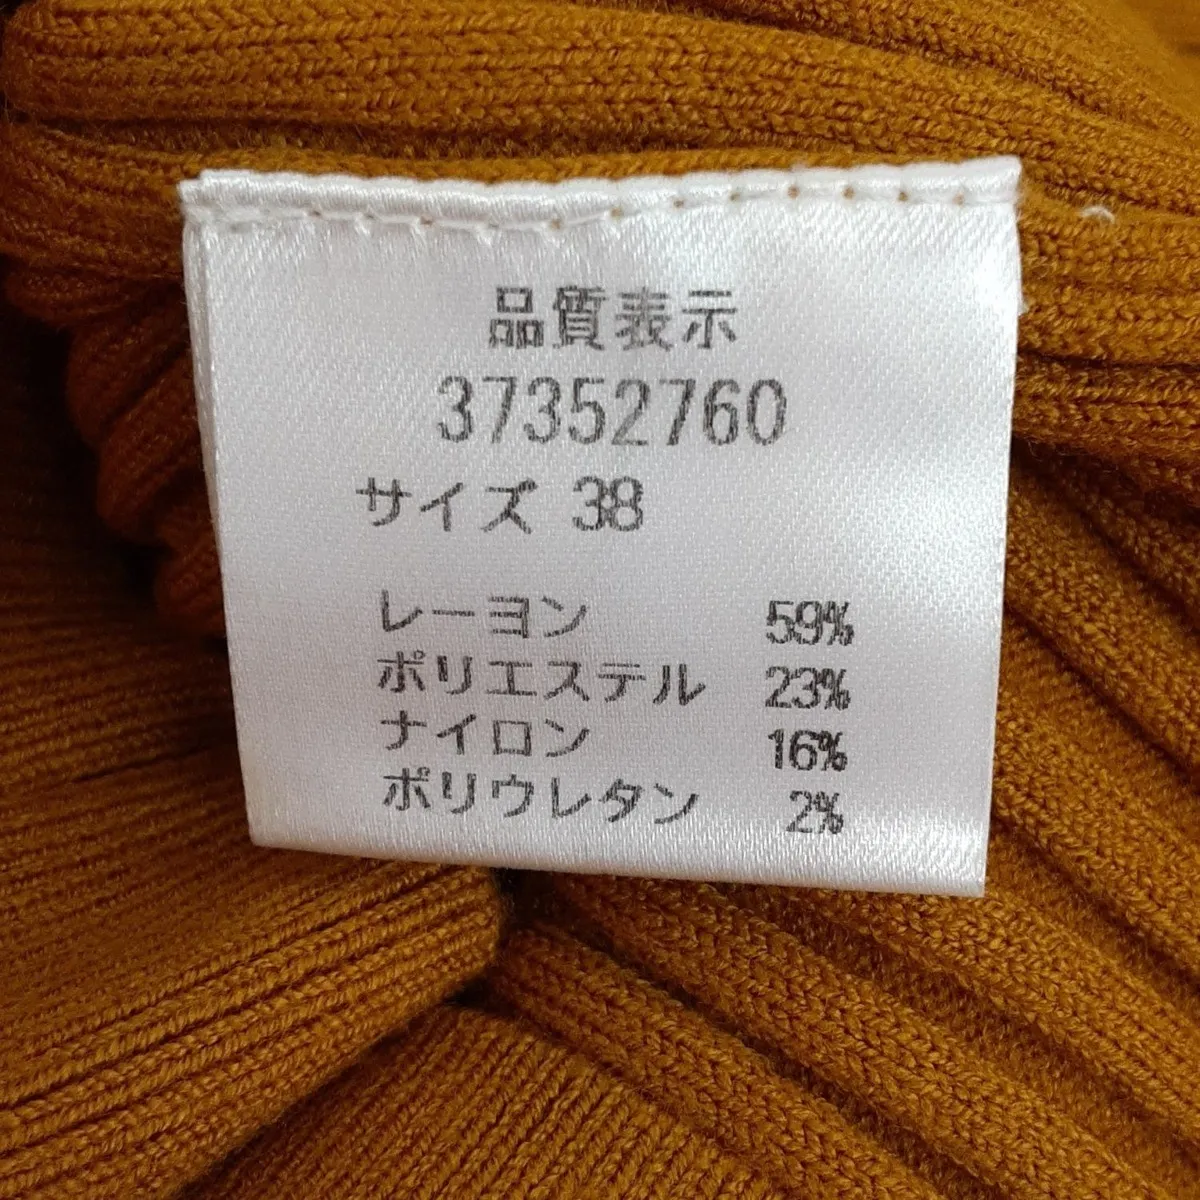 品質表示
37352760
サイズ 38
レーヨン 59%
ポリエステル 23%
ナイロン 16%
ポリウレタン 2%